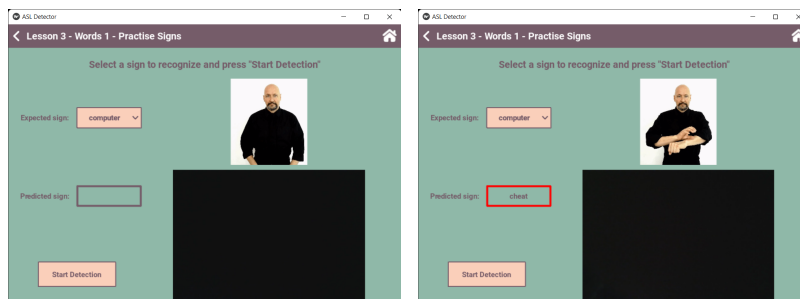 ASL Detector
Lesson 3 - Words 1 - Practise Signs
Select a sign to recognize and press "Start Detection"
Expected sign:
computer
Predicted sign:
Start Detection
ASL Detector
Lesson 3 - Words 1 - Practise Signs
Select a sign to recognize and press "Start Detection"
Expected sign:
computer
Predicted sign:
cheat
Start Detection